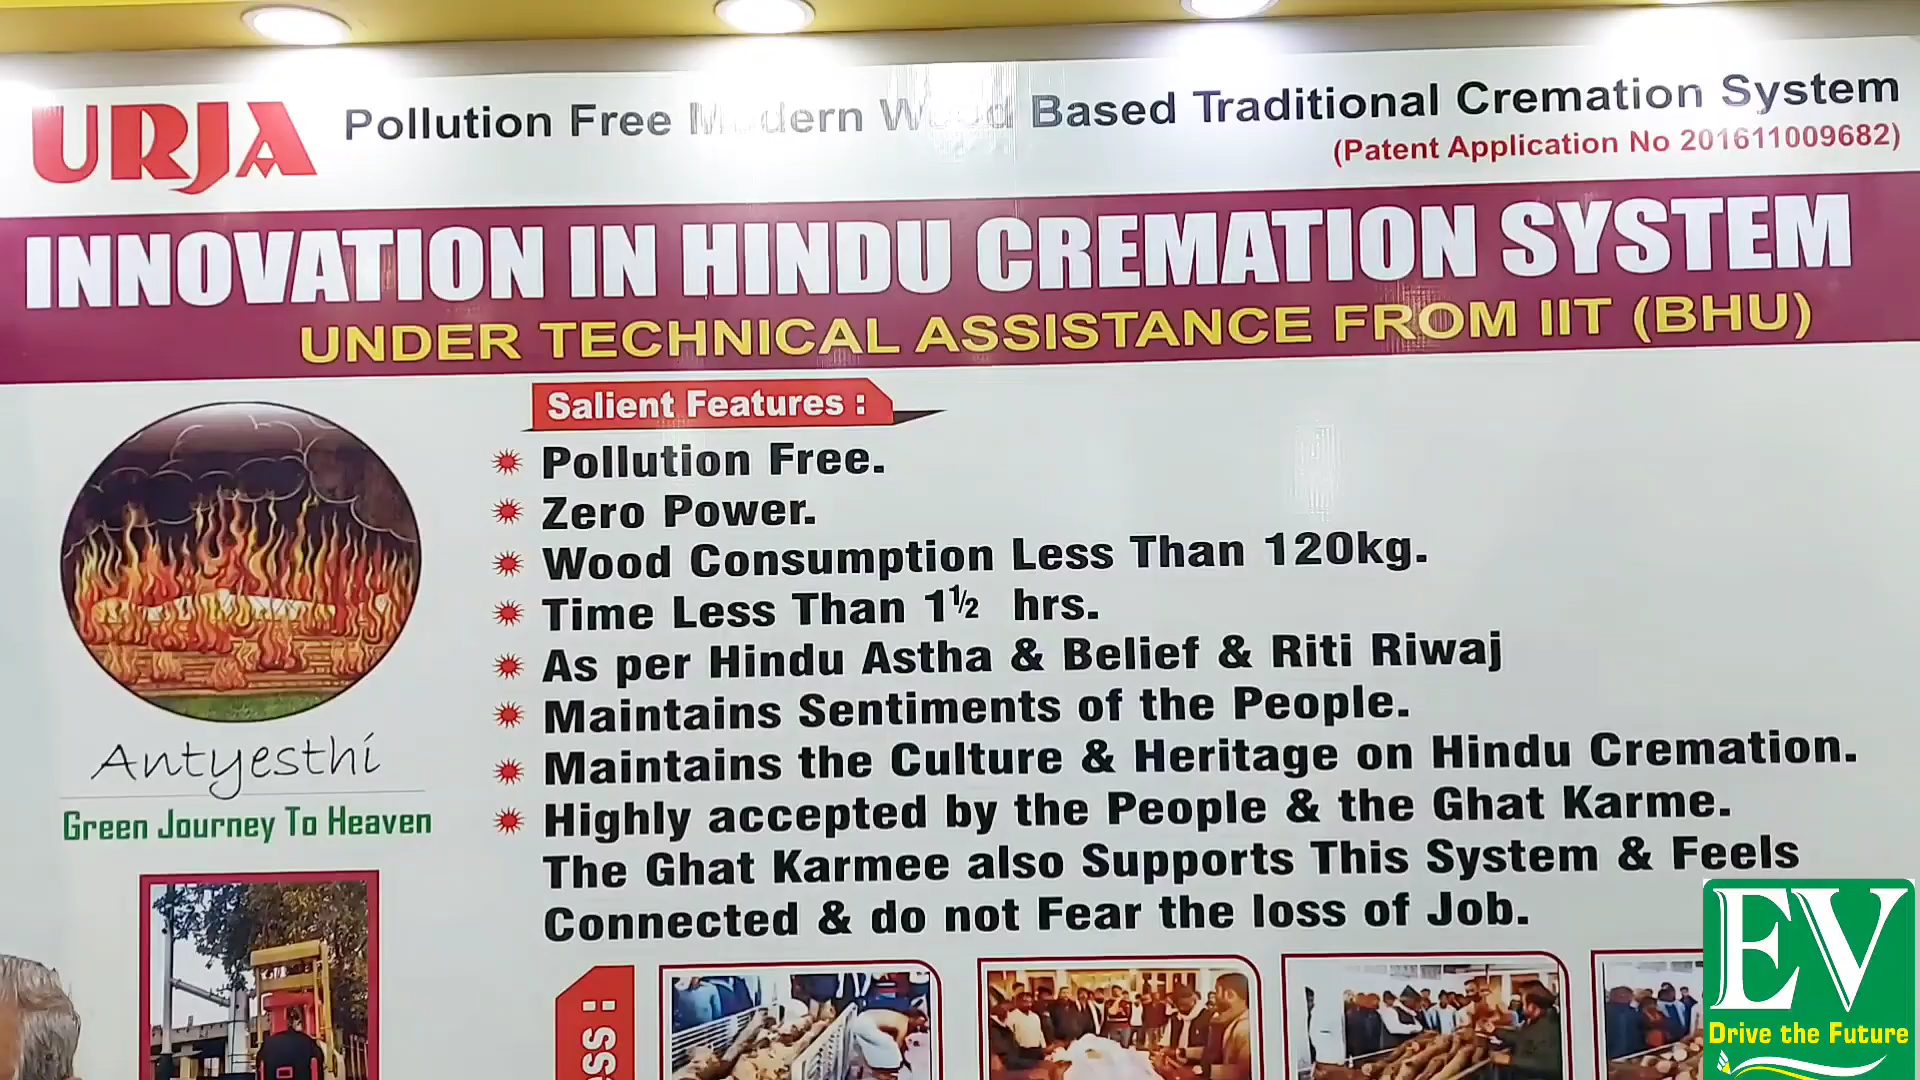 URJA
Pollution Free Modern Wood Based Traditional Cremation System
(Patent Application No 201611009682)
INNOVATION IN HINDU CREMATION SYSTEM
UNDER TECHNICAL ASSISTANCE FROM IIT (BHU)
Salient Features :
Pollution Free.
Zero Power.
Wood Consumption Less Than 120kg.
Time Less Than 1½ hrs.
As per Hindu Astha & Belief & Riti Riwaj
Maintains Sentiments of the People.
Maintains the Culture & Heritage on Hindu Cremation.
Highly accepted by the People & the Ghat Karme.
The Ghat Karmee also Supports This System & Feels
Connected & do not Fear the loss of Job.
Antyesthi
Green Journey To Heaven
EV
Drive the Future